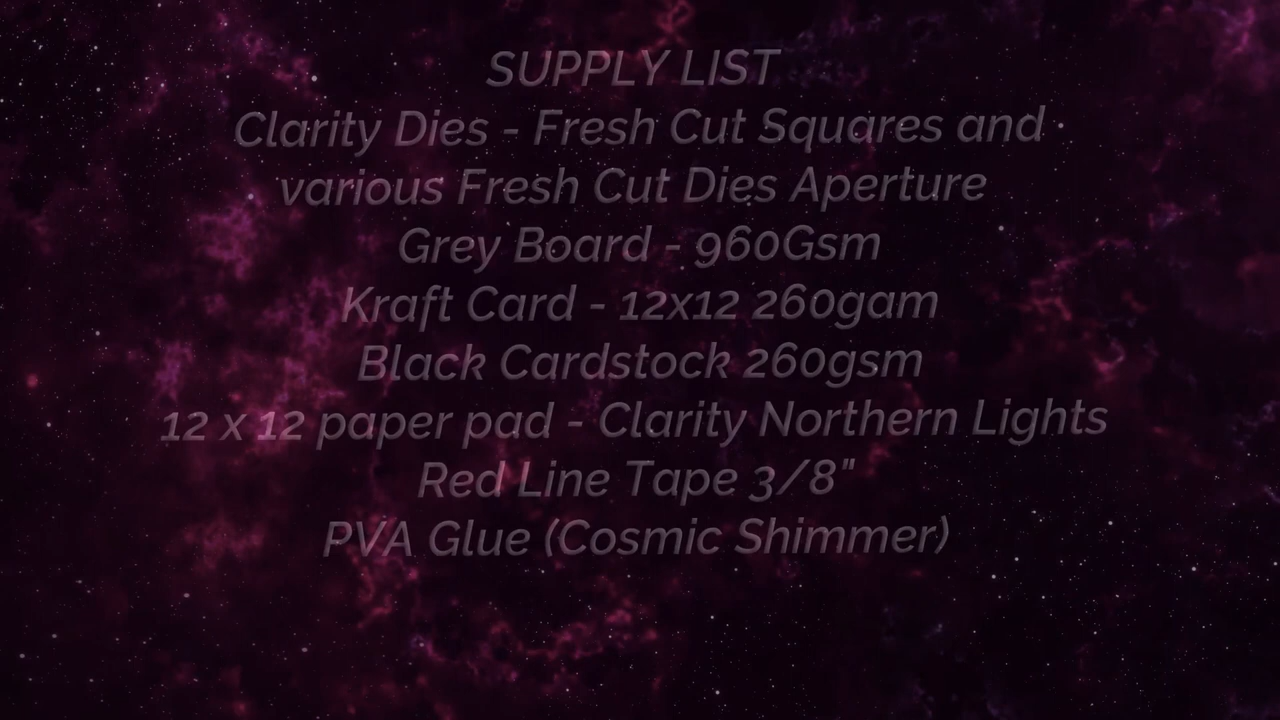 SUPPLY LIST
Clarity Dies - Fresh Cut Squares and
various Fresh Cut Dies Aperture
Grey Board - 960Gsm
Kraft Card - 12x12 260gam
Black Cardstock 260gsm
12 x 12 paper pad - Clarity Northern Lights
Red Line Tape 3/8"
PVA Glue (Cosmic Shimmer)